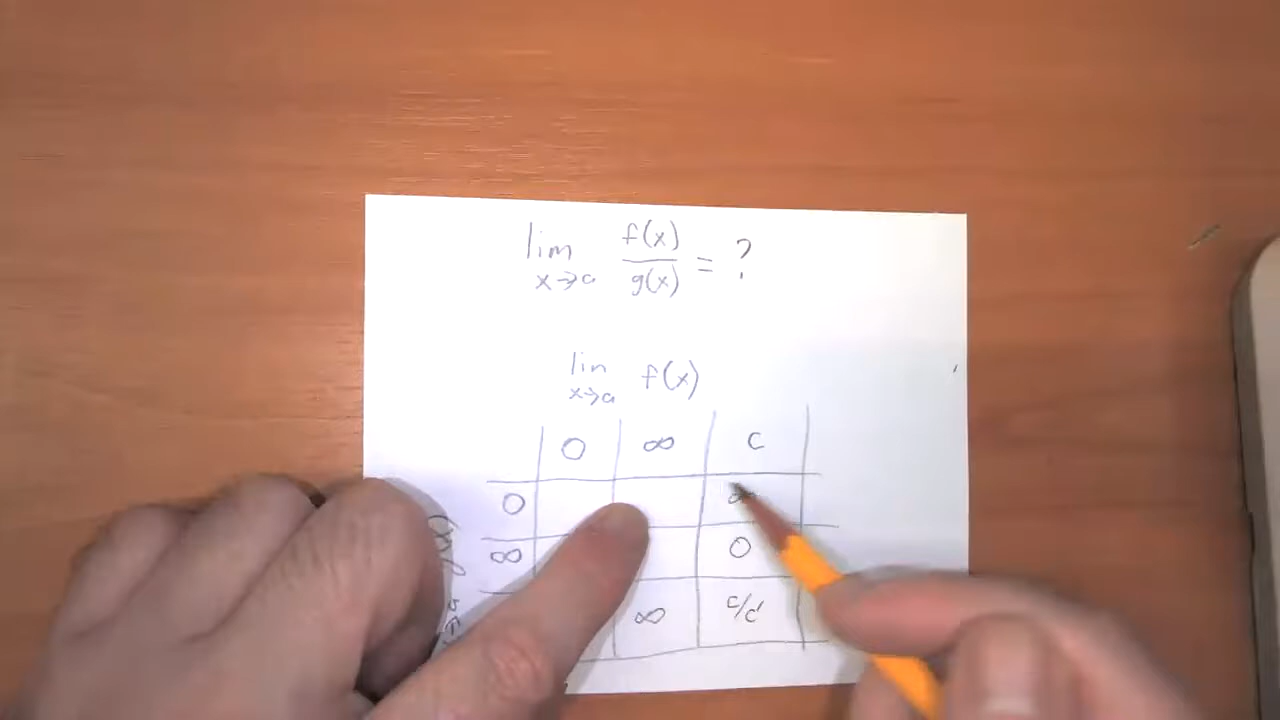 lim x→a f(x)/g(x) = ?
lim x→a f(x)
0 ∞ c
0 ∞
∞ 0
∞ c/c'